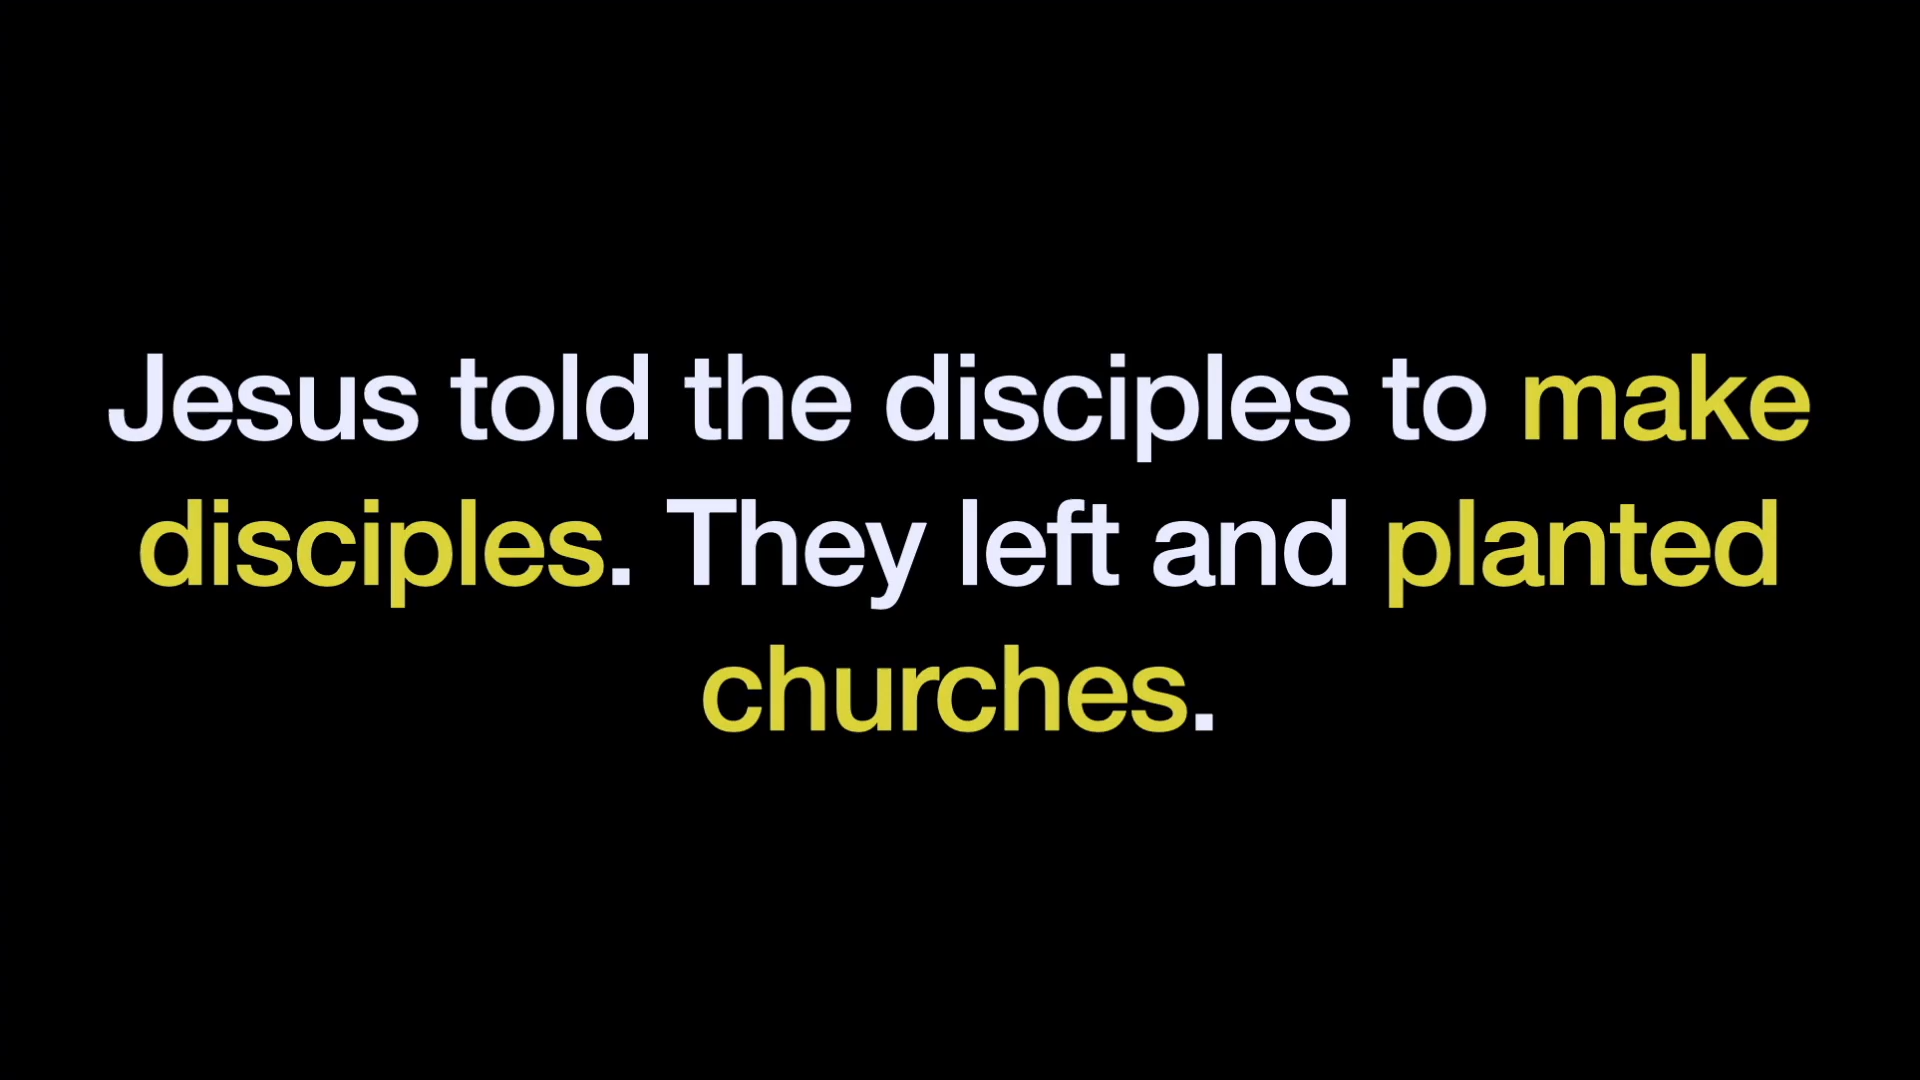 Jesus told the disciples to make
disciples. They left and planted
churches.